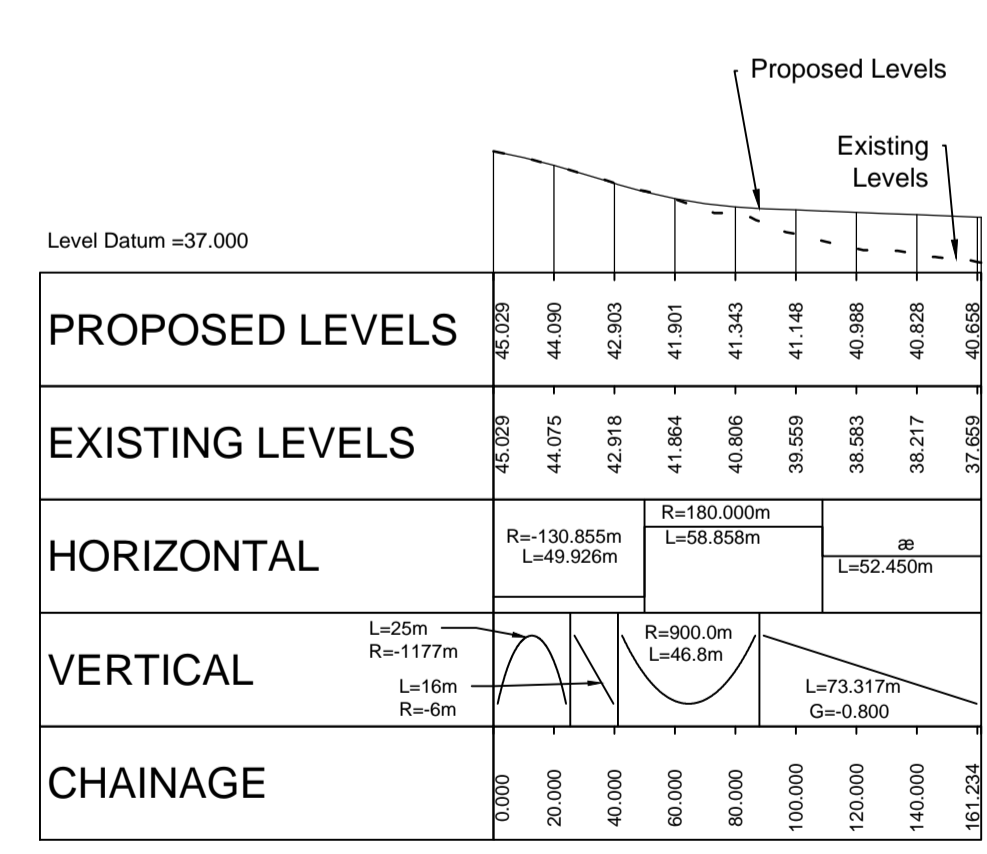 Proposed Levels
Existing
Levels
Level Datum =37.000
PROPOSED LEVELS
45.029
44.090
42.903
41.901
41.343
41.148
40.988
40.828
40.658
EXISTING LEVELS
45.029
44.075
42.918
41.864
40.806
39.559
38.583
38.217
37.659
HORIZONTAL
R=-130.855m
L=49.926m
R=180.000m
L=58.858m
æ
L=52.450m
VERTICAL
L=25m
R=-1177m
L=16m
R=-6m
R=900.0m
L=46.8m
L=73.317m
G=-0.800
CHAINAGE
0.000
20.000
40.000
60.000
80.000
100.000
120.000
140.000
161.234